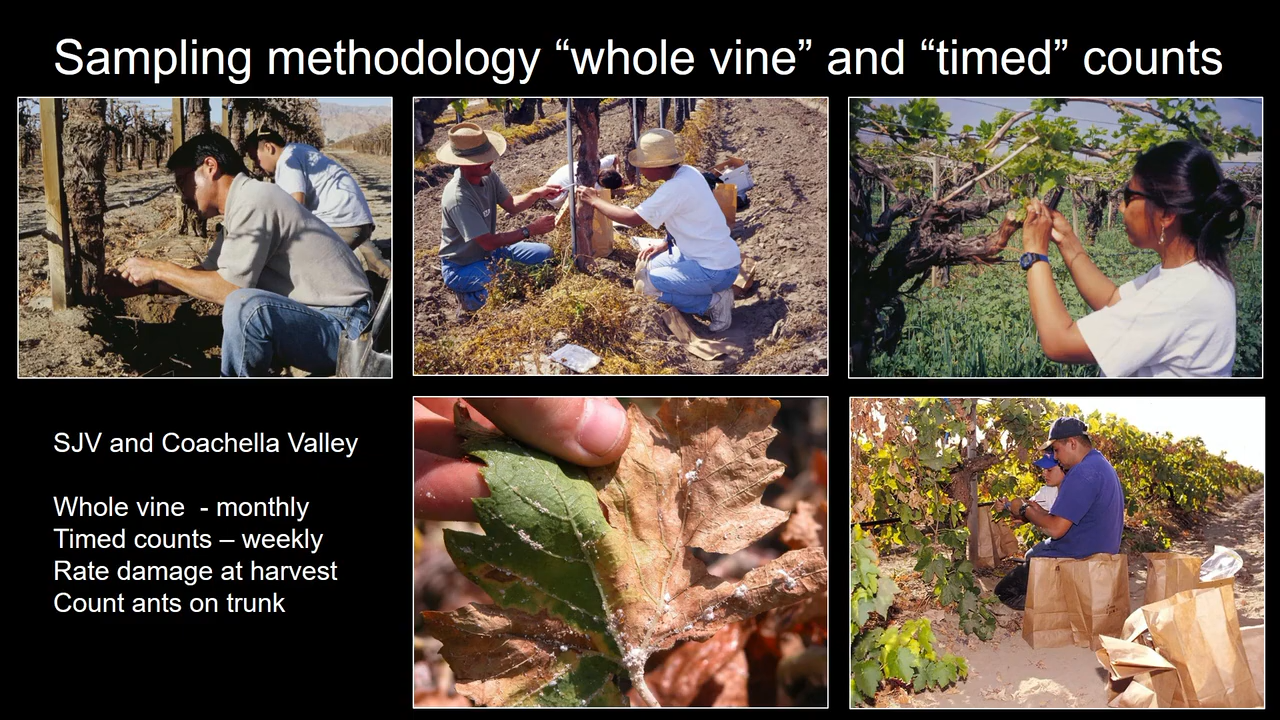 Sampling methodology “whole vine” and “timed” counts
SJV and Coachella Valley
Whole vine  - monthly
Timed counts – weekly
Rate damage at harvest
Count ants on trunk